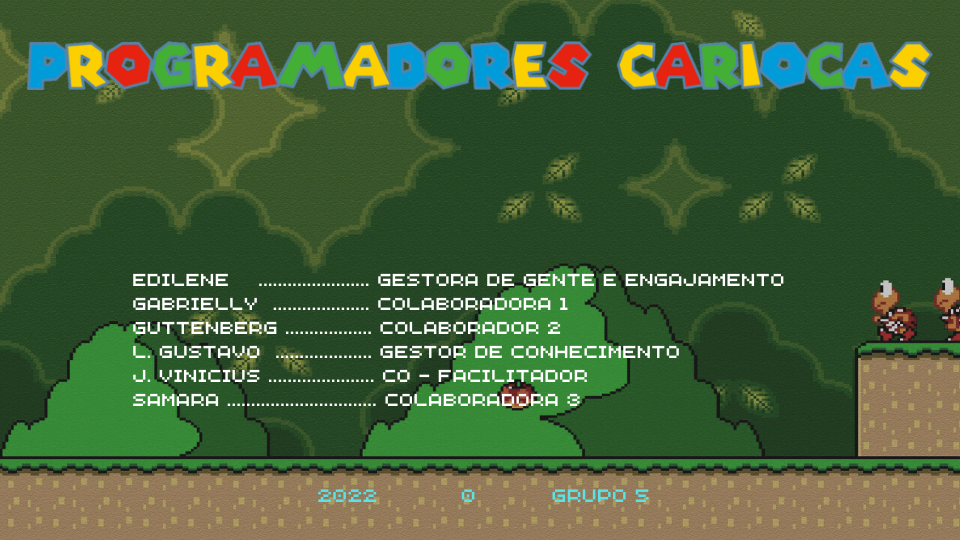 PROGRAMADORES CARIOCAS
EDILENE ................... GESTORA DE GENTE E ENGAJAMENTO
GABRIELLY ................... COLABORADORA 1
GUTTENBERG ................. COLABORADOR 2
L. GUSTAVO ................... GESTOR DE CONHECIMENTO
J. VINICIUS ..................... CO - FACILITADOR
SAMARA ............................. COLABORADORA 3
2022 0 GRUPO 5